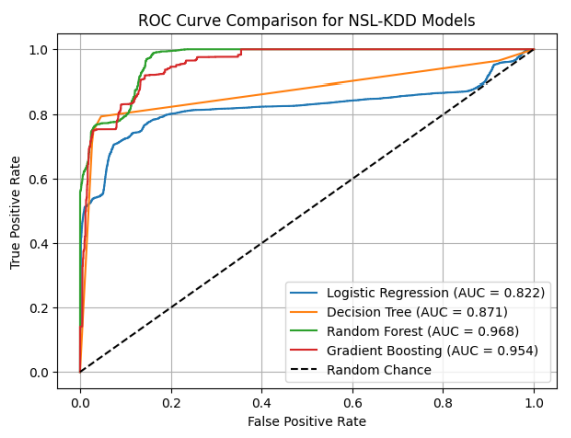 ROC Curve Comparison for NSL-KDD Models
True Positive Rate
1.0
0.8
0.6
0.4
0.2
0.0
Logistic Regression (AUC = 0.822)
Decision Tree (AUC = 0.871)
Random Forest (AUC = 0.968)
Gradient Boosting (AUC = 0.954)
Random Chance
0.0 0.2 0.4 0.6 0.8 1.0
False Positive Rate